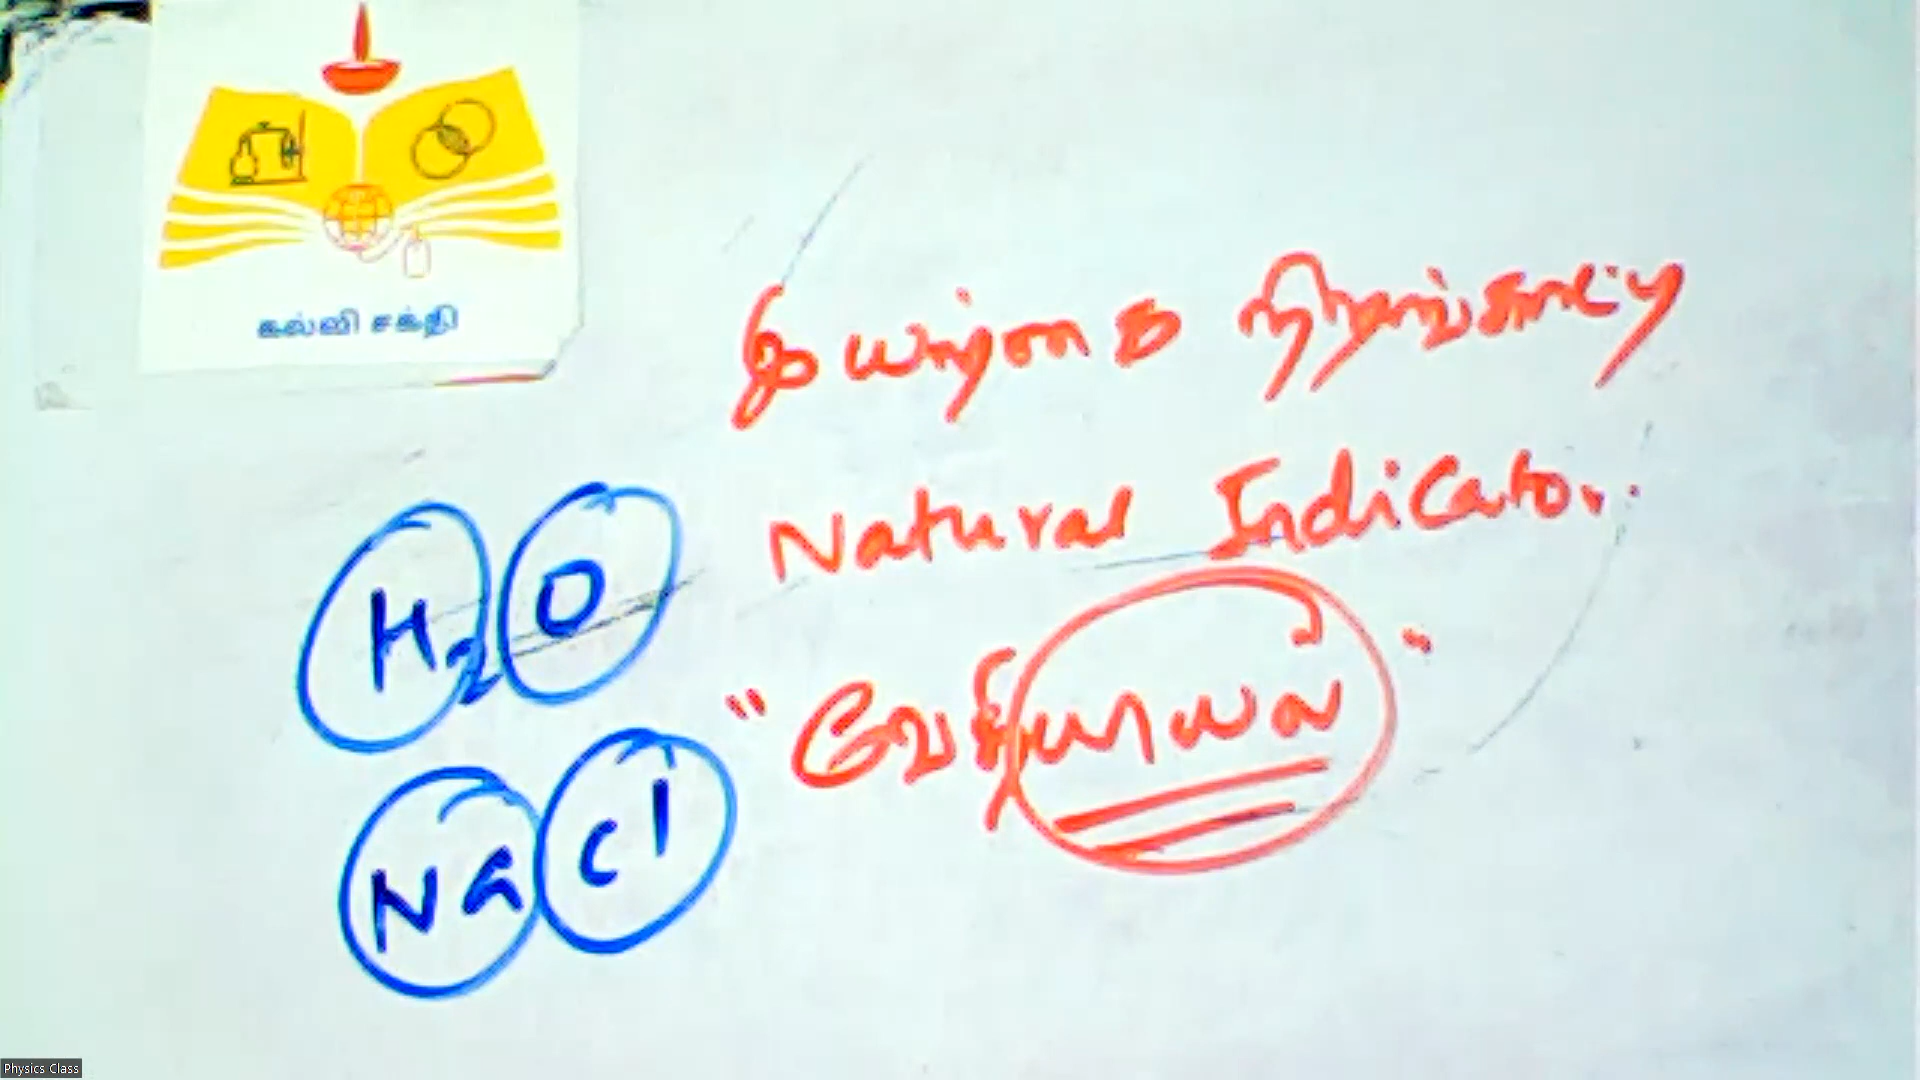 கல்வி சக்தி
இயற்கை நிறங்காட்டி
Natural Indicator.
H₂O
"வேதியியல்"
NaCl
Physics Class